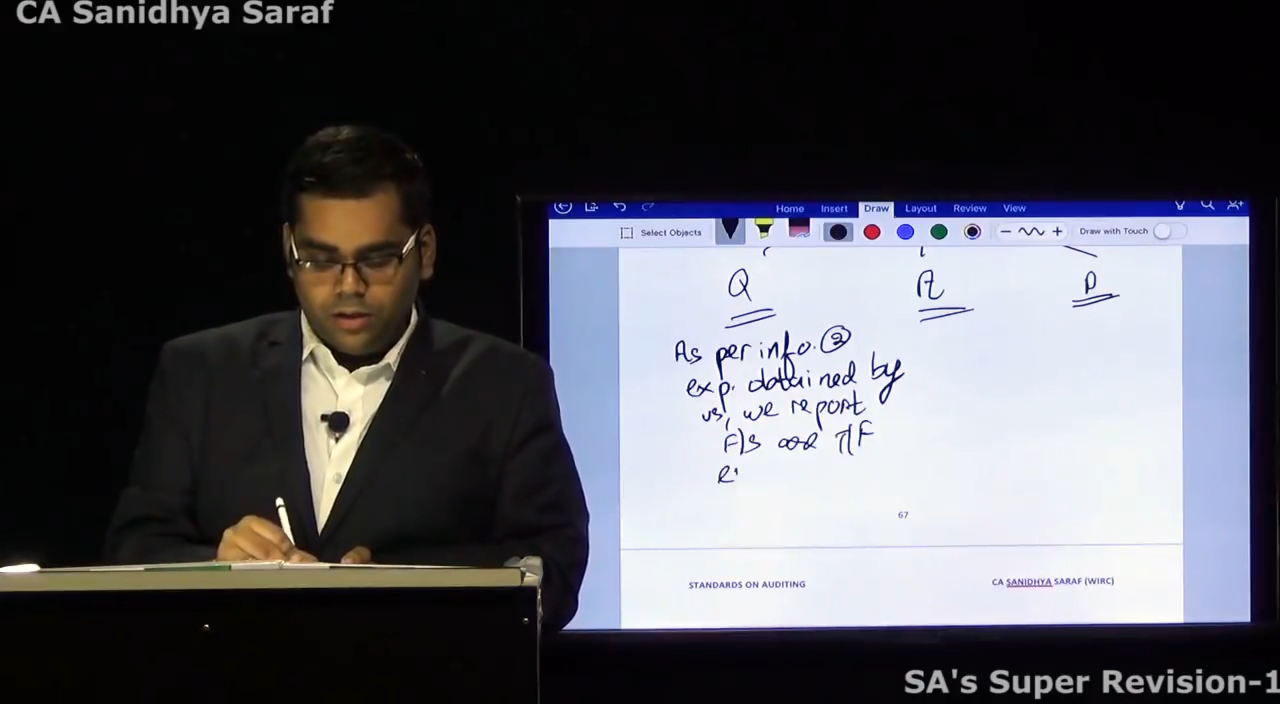 CA Sanidhya Saraf
Home Insert Draw Layout Review View
Select Objects
Draw with Touch
Q
D
As per info. &
exp. obtained by
us, we report
F/S are T/F
67
STANDARDS ON AUDITING
CA SANIDHYA SARAF (WIRC)
SA's Super Revision-1